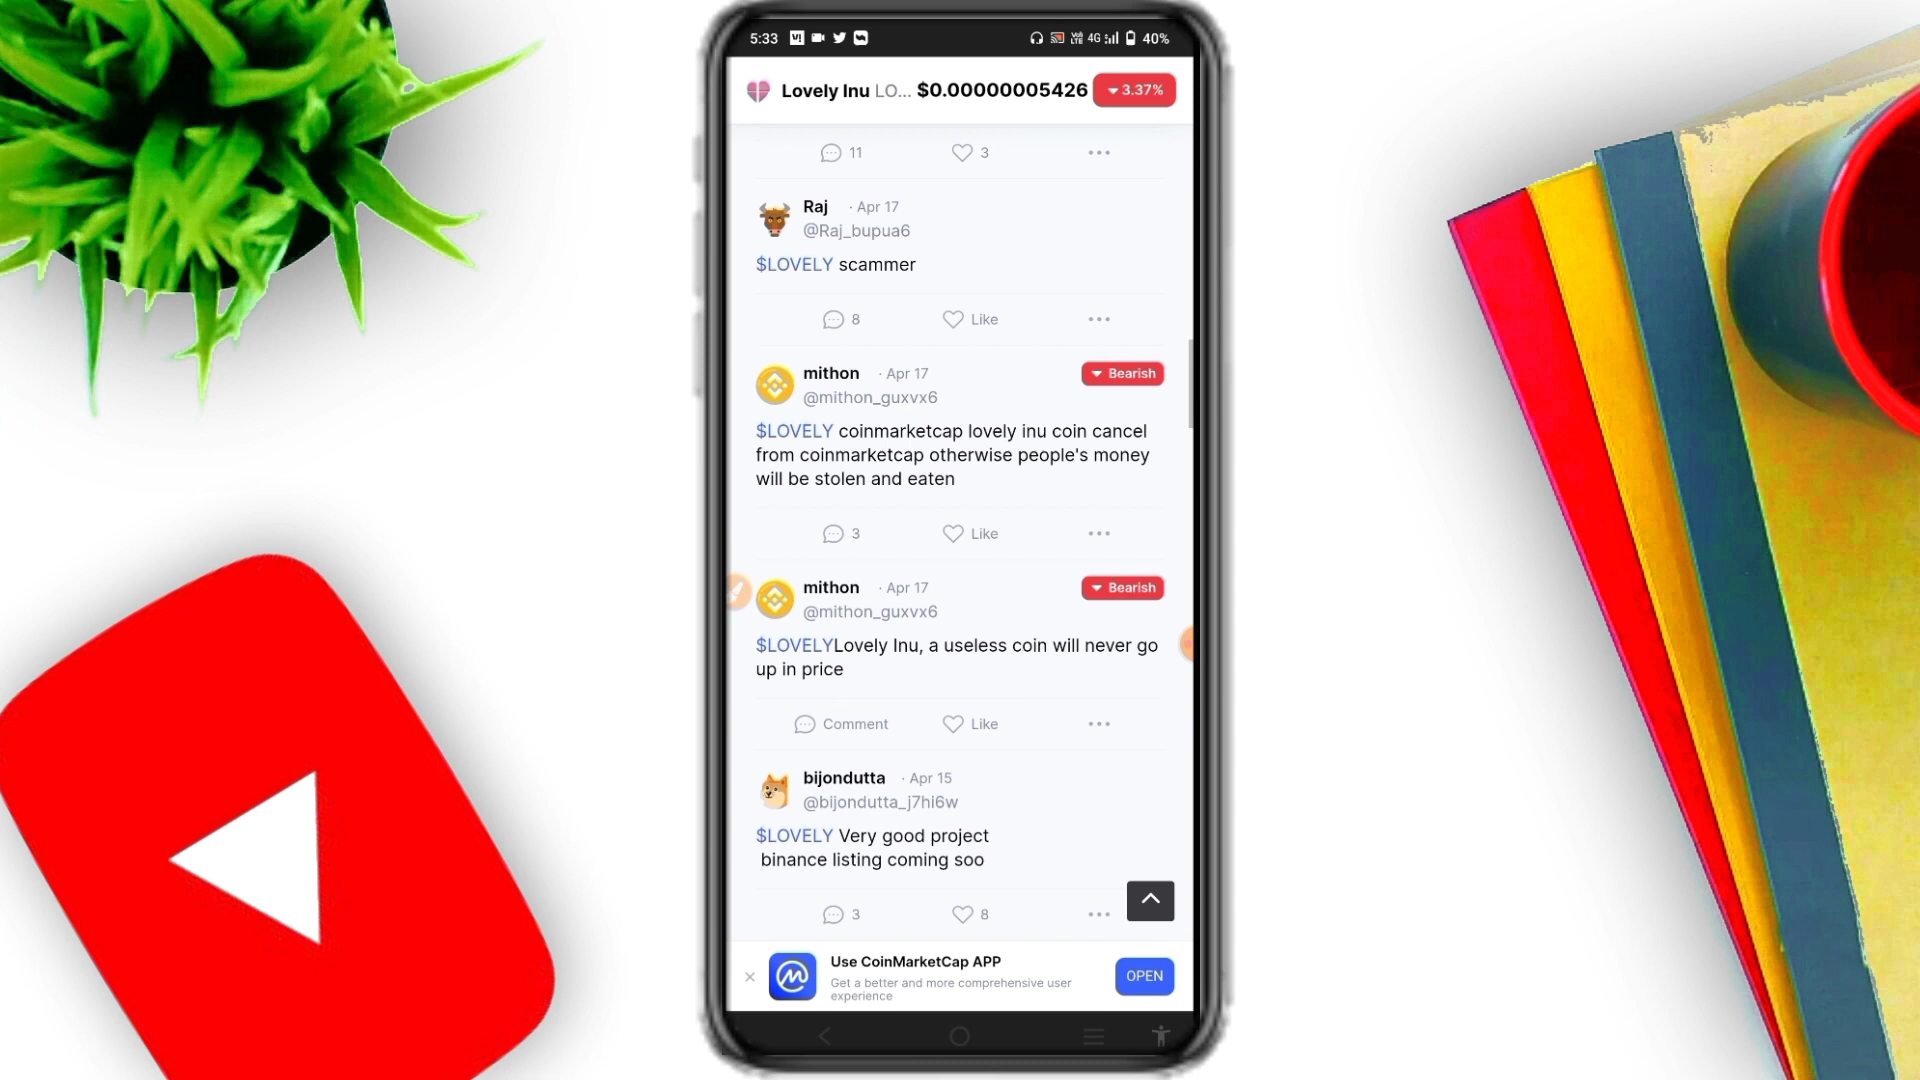 5:33 4G 40%
Lovely Inu LO... $0.00000005426 3.37%
11 3
Raj · Apr 17
@Raj_bupua6
$LOVELY scammer
8 Like
mithon · Apr 17 Bearish
@mithon_guxvx6
$LOVELY coinmarketcap lovely inu coin cancel
from coinmarketcap otherwise people's money
will be stolen and eaten
3 Like
mithon · Apr 17 Bearish
@mithon_guxvx6
$LOVELYLovely Inu, a useless coin will never go
up in price
Comment Like
bijondutta · Apr 15
@bijondutta_j7hi6w
$LOVELY Very good project
binance listing coming soo
3 8
Use CoinMarketCap APP
Get a better and more comprehensive user
experience
OPEN